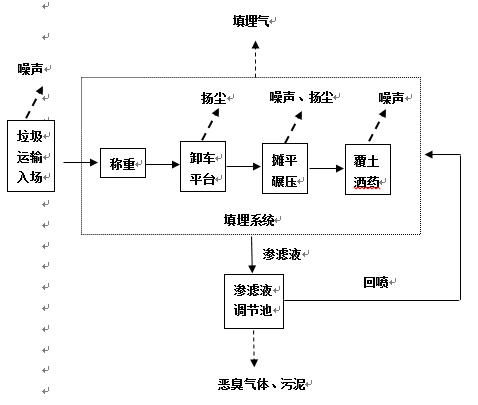 填埋气
噪声
扬尘
噪声、扬尘
噪声
垃圾
运输
入场
称重
卸车
平台
摊平
碾压
覆土
洒药
填埋系统
渗滤液
渗滤液
调节池
回喷
恶臭气体、污泥